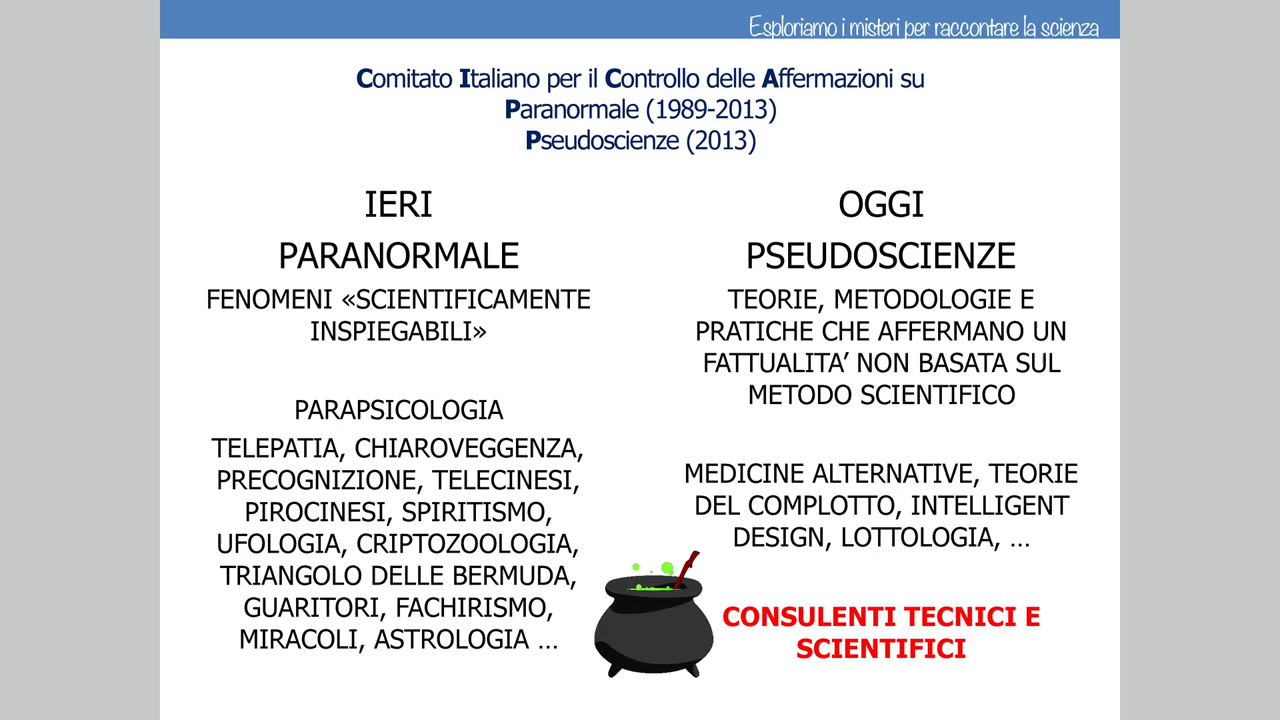 Esploriamo i misteri per raccontare la scienza
Comitato Italiano per il Controllo delle Affermazioni su
Paranormale (1989-2013)
Pseudoscienze (2013)
IERI
PARANORMALE
FENOMENI «SCIENTIFICAMENTE
INSPIEGABILI»
PARAPSICOLOGIA
TELEPATIA, CHIAROVEGGENZA,
PRECOGNIZIONE, TELECINESI,
PIROCINESI, SPIRITISMO,
UFOLOGIA, CRIPTOZOOLOGIA,
TRIANGOLO DELLE BERMUDA,
GUARITORI, FACHIRISMO,
MIRACOLI, ASTROLOGIA …
OGGI
PSEUDOSCIENZE
TEORIE, METODOLOGIE E
PRATICHE CHE AFFERMANO UN
FATTUALITA’ NON BASATA SUL
METODO SCIENTIFICO
MEDICINE ALTERNATIVE, TEORIE
DEL COMPLOTTO, INTELLIGENT
DESIGN, LOTTOLOGIA, …
CONSULENTI TECNICI E
SCIENTIFICI